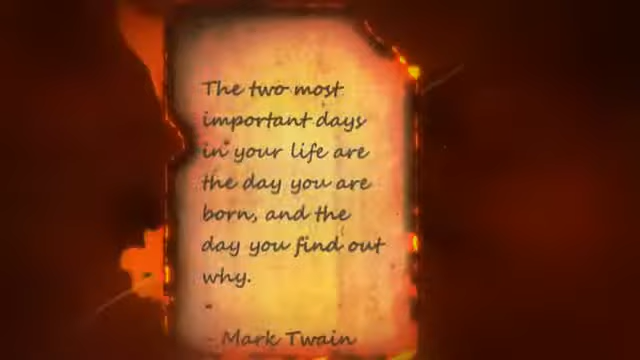 The two most
important days
in your life are
the day you are
born, and the
day you find out
why.
- Mark Twain